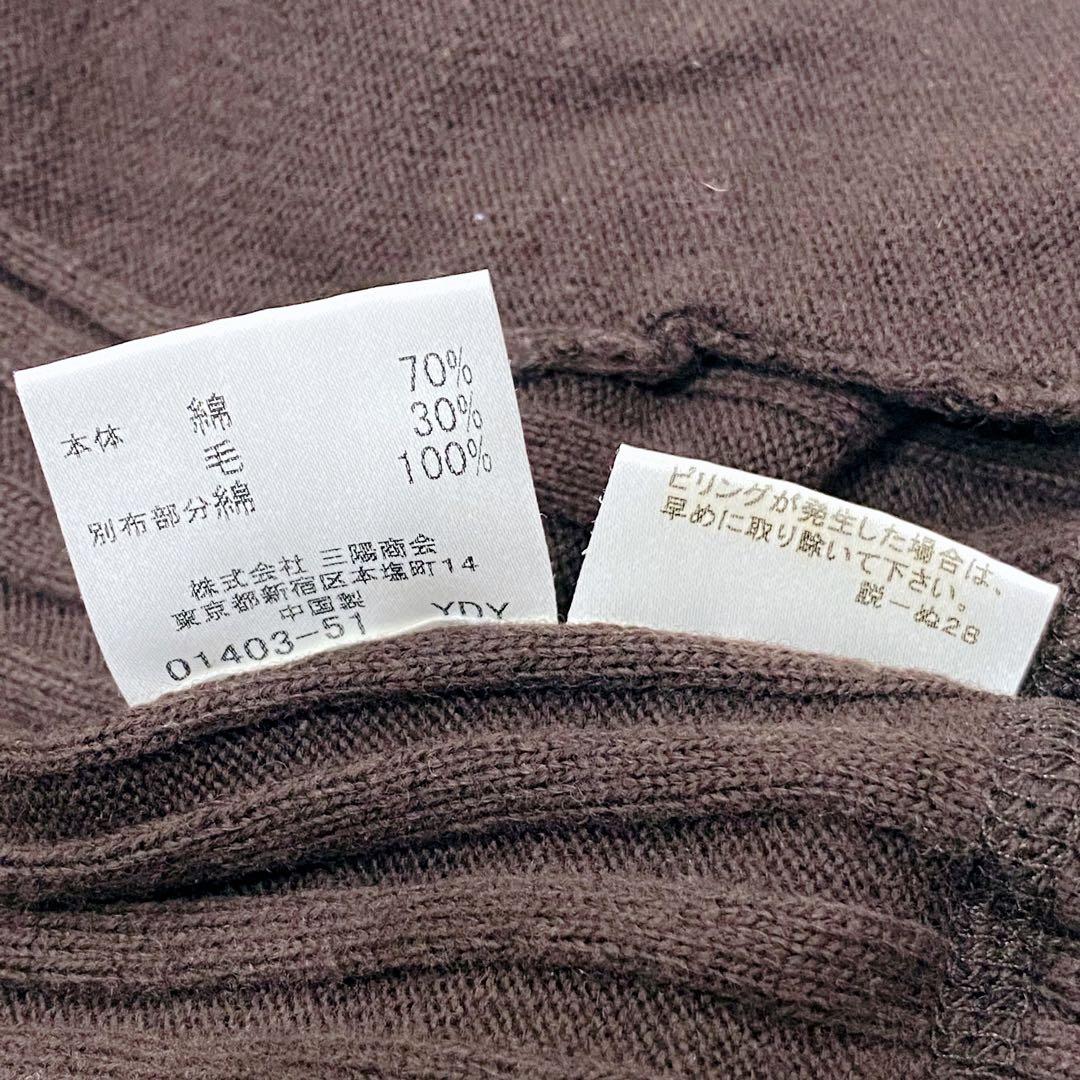 本体 綿 70%
毛 30%
別布部分綿 100%
株式会社 三陽商会
東京都新宿区本塩町14
中国製
01403-51 YDY
ピリングが発生した場合は、
早めに取り除いて下さい。
説-ぬ28